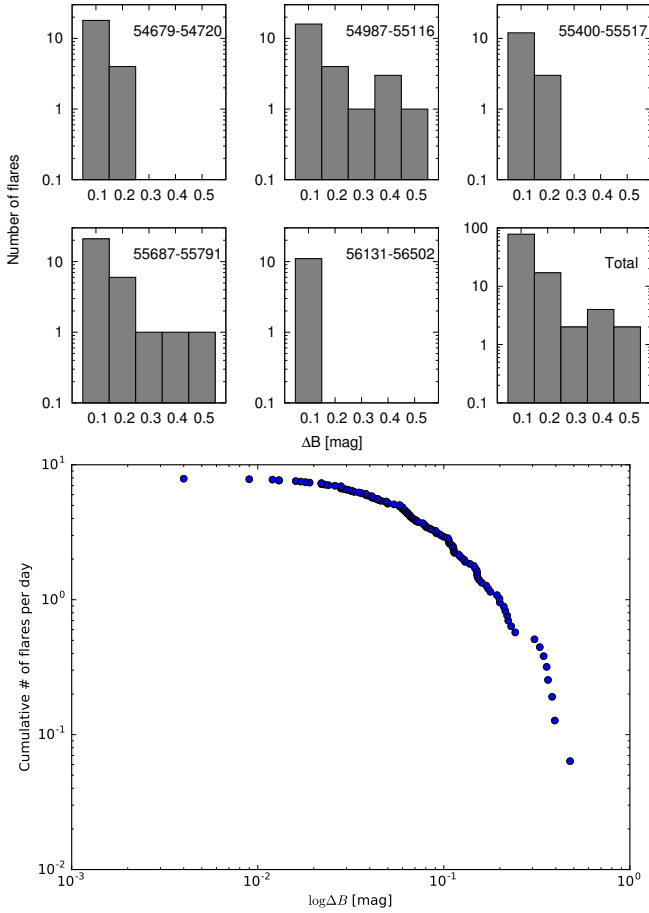 54679-54720
54987-55116
55400-55517
10
10
10
1
1
1
0.1
0.1
0.1
0.1 0.2 0.3 0.4 0.5
0.1 0.2 0.3 0.4 0.5
0.1 0.2 0.3 0.4 0.5
Number of flares
55687-55791
56131-56502
Total
10
10
100
10
1
1
1
0.1
0.1
0.1
0.1 0.2 0.3 0.4 0.5
0.1 0.2 0.3 0.4 0.5
0.1 0.2 0.3 0.4 0.5
ΔB [mag]
10¹
10⁰
10⁻¹
10⁻²
Cumulative # of flares per day
10⁻³ 10⁻² 10⁻¹ 10⁰
logΔB [mag]